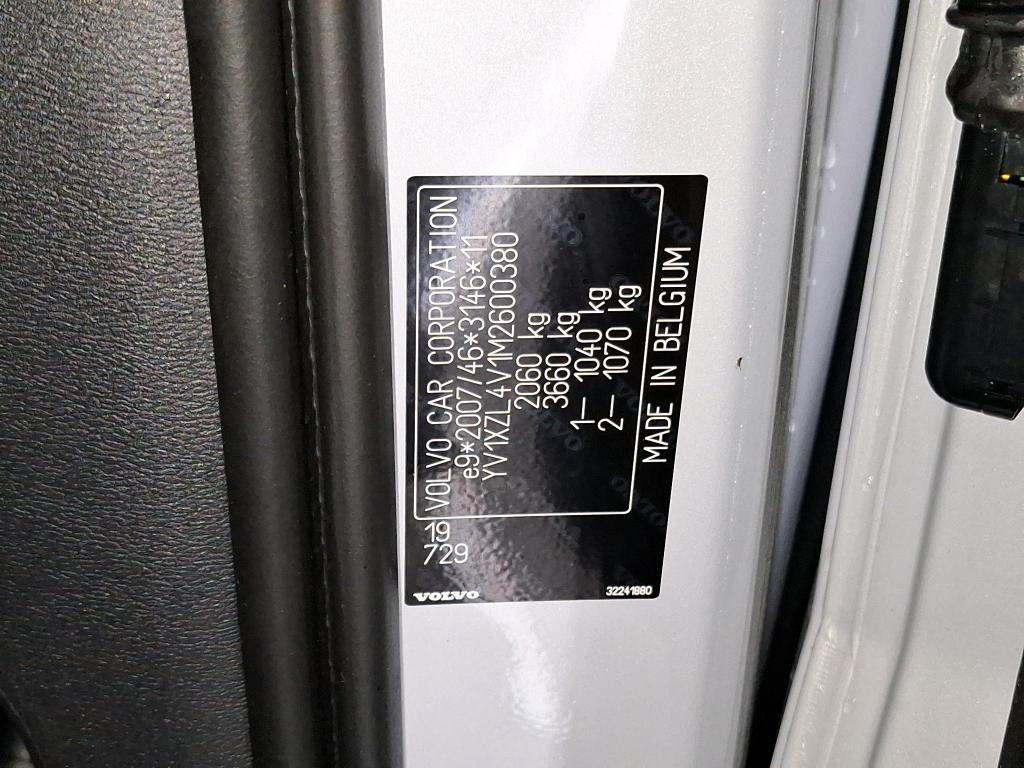 VOLVO CAR CORPORATION
e9*2007/46*3146*11
YV1XZL4V1M2600380
2060 kg
3660 kg
1– 1040 kg
2– 1070 kg
MADE IN BELGIUM
19
729
VOLVO
32241880